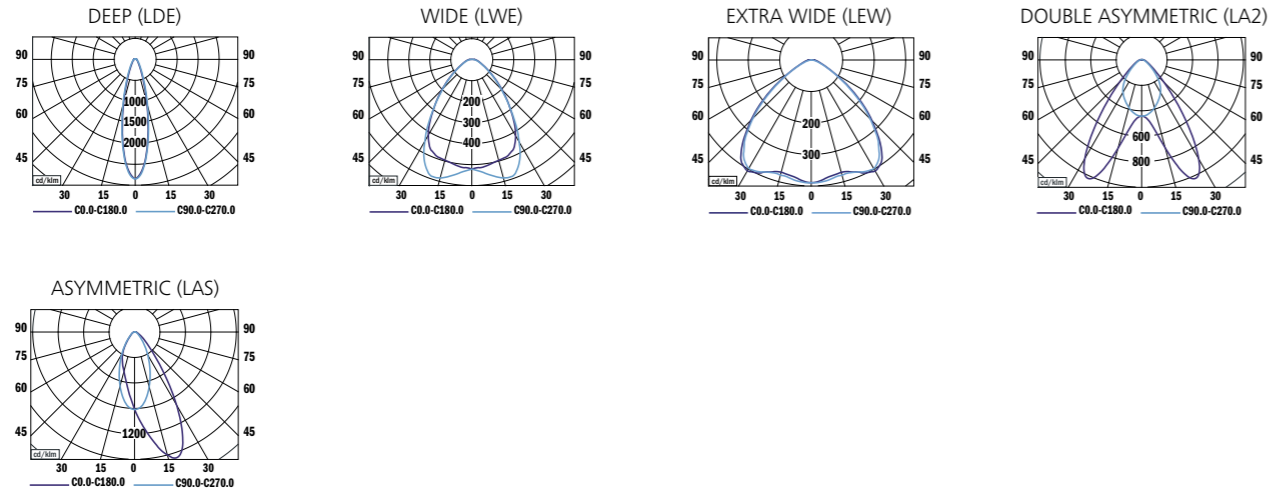 DEEP (LDE)
90 90
75 75
1000
60 1500 60
2000
45 45
cd/klm
30 15 0 15 30
C0.0-C180.0 C90.0-C270.0
WIDE (LWE)
90 90
75 75
200
60 300 60
400
45 45
cd/klm
30 15 0 15 30
C0.0-C180.0 C90.0-C270.0
EXTRA WIDE (LEW)
90 90
75 75
60 200 60
300
45 45
cd/klm
30 15 0 15 30
C0.0-C180.0 C90.0-C270.0
DOUBLE ASYMMETRIC (LA2)
90 90
75 75
60 60
600
45 800 45
cd/klm
30 15 0 15 30
C0.0-C180.0 C90.0-C270.0
ASYMMETRIC (LAS)
90 90
75 75
60 60
45 1200 45
cd/klm
30 15 0 15 30
C0.0-C180.0 C90.0-C270.0